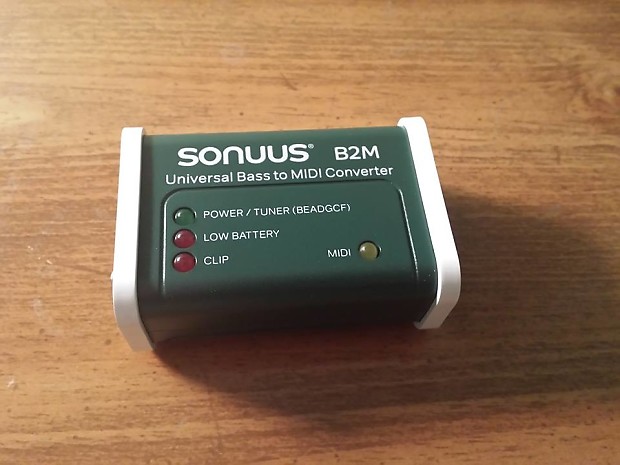 sonuus® B2M
Universal Bass to MIDI Converter
POWER / TUNER (BEADGCF)
LOW BATTERY
CLIP
MIDI